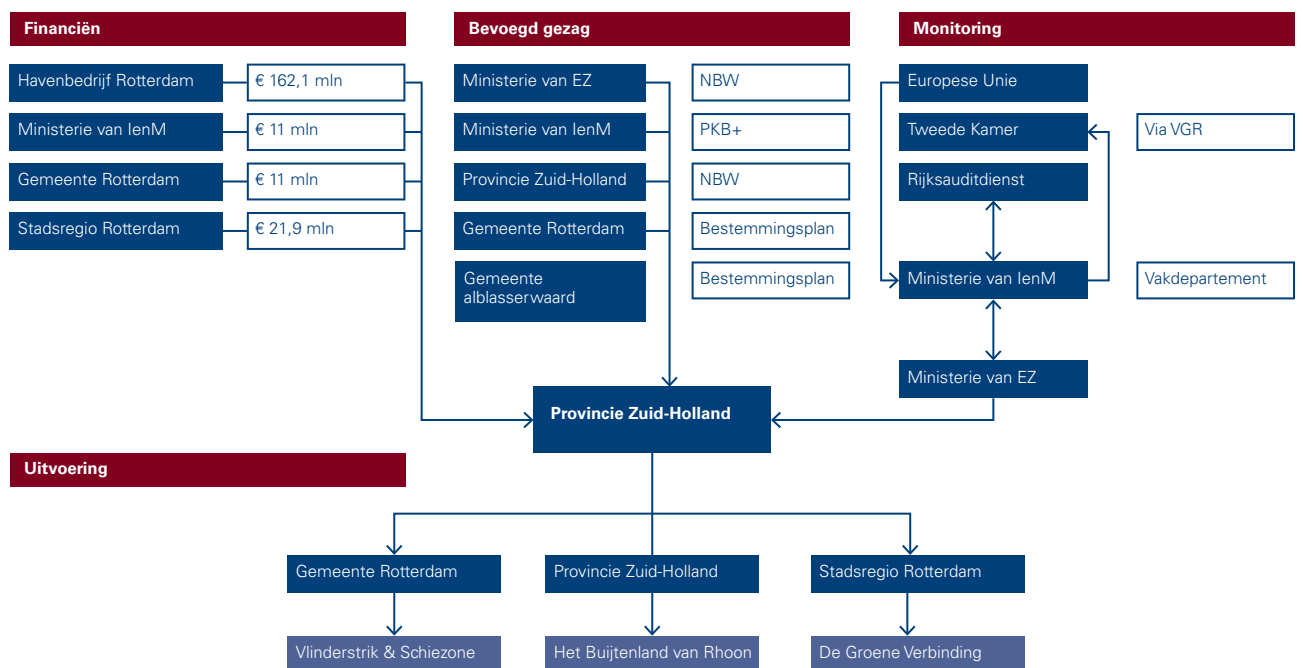 Financiën
Havenbedrijf Rotterdam
€ 162,1 mln
Ministerie van IenM
€ 11 mln
Gemeente Rotterdam
€ 11 mln
Stadsregio Rotterdam
€ 21,9 mln
Bevoegd gezag
Ministerie van EZ
NBW
Ministerie van IenM
PKB+
Provincie Zuid-Holland
NBW
Gemeente Rotterdam
Bestemmingsplan
Gemeente
alblasserwaard
Bestemmingsplan
Monitoring
Europese Unie
Tweede Kamer
Via VGR
Rijksauditdienst
Ministerie van IenM
Vakdepartement
Ministerie van EZ
Provincie Zuid-Holland
Uitvoering
Gemeente Rotterdam
Provincie Zuid-Holland
Stadsregio Rotterdam
Vlinderstrik & Schiezone
Het Buijtenland van Rhoon
De Groene Verbinding